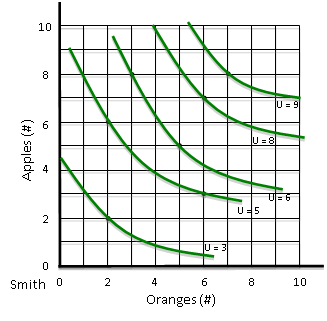 10
8
6
4
2
0
Apples (#)
U = 9
U = 8
U = 6
U = 5
U = 3
Smith
0 2 4 6 8 10
Oranges (#)